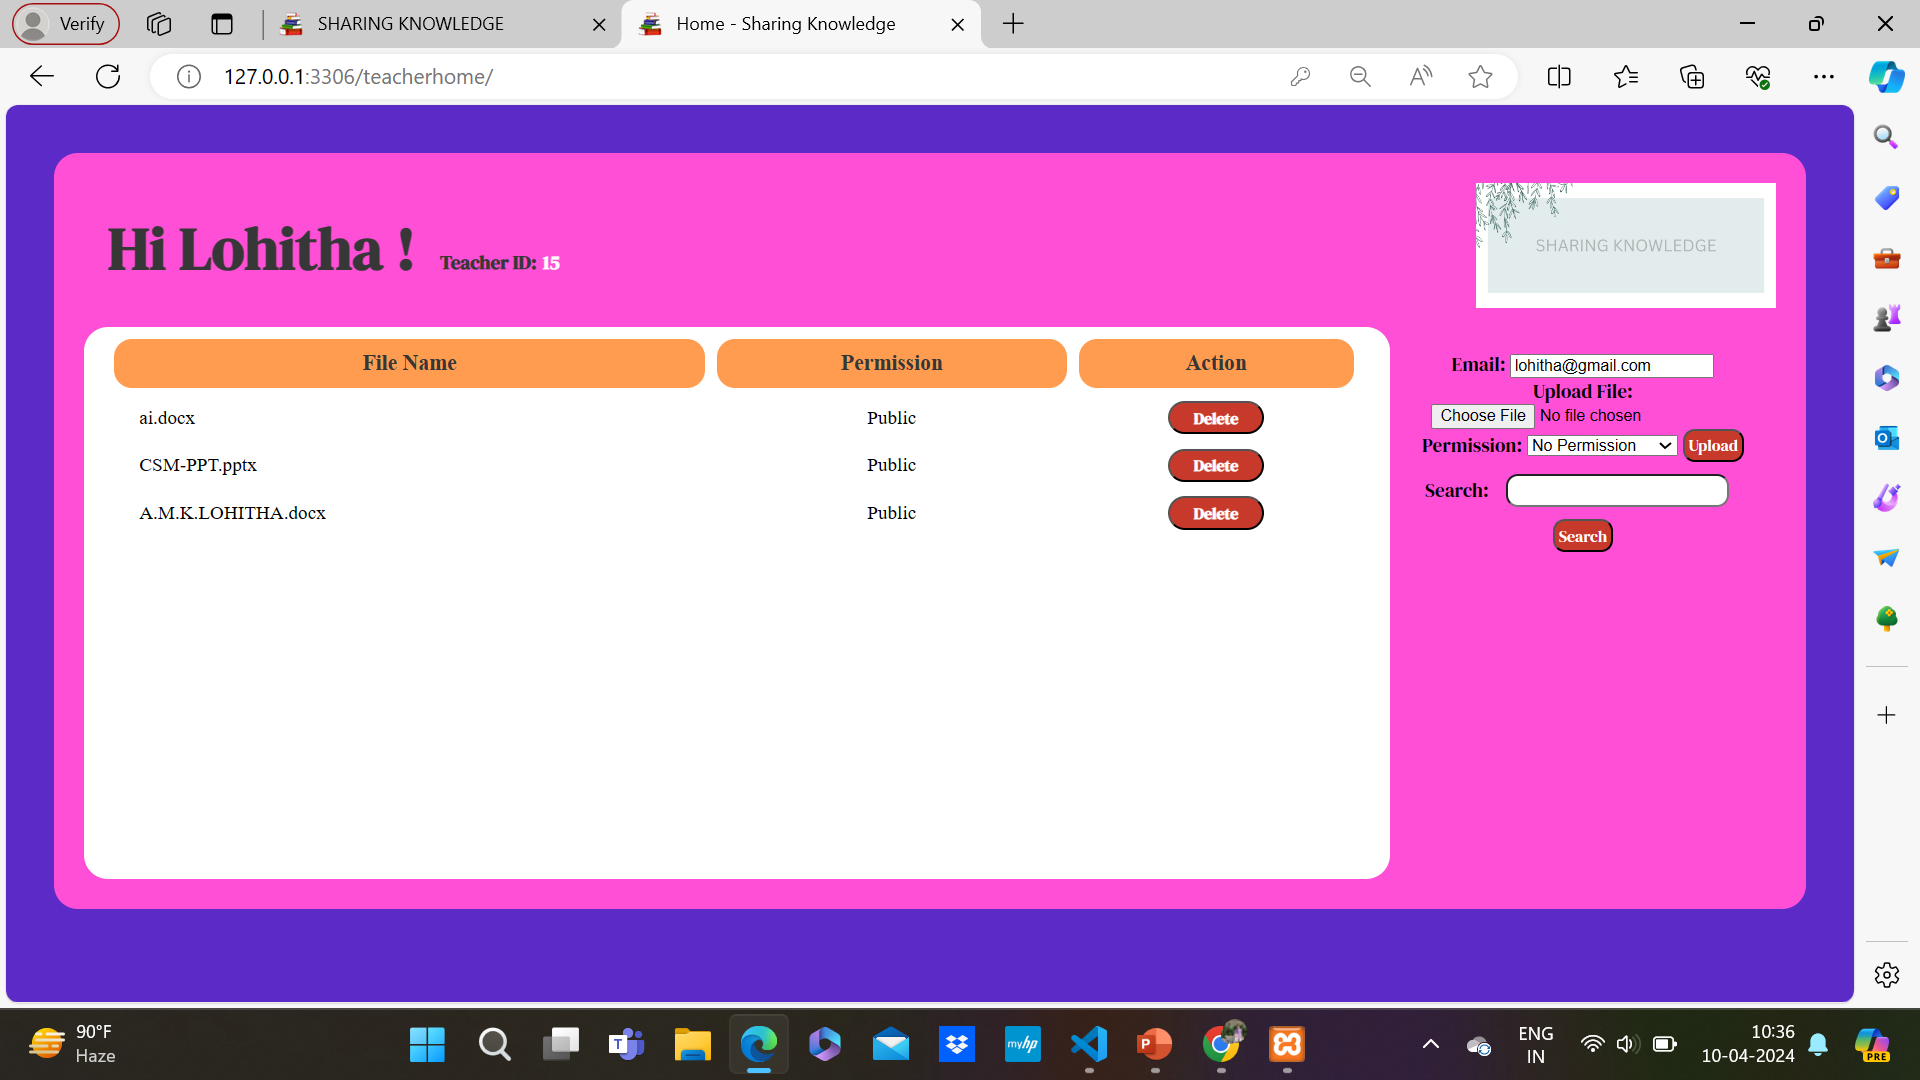 Verify
SHARING KNOWLEDGE
Home - Sharing Knowledge
127.0.0.1:3306/teacherhome/
Hi Lohitha ! Teacher ID: 15
SHARING KNOWLEDGE
File Name Permission Action
ai.docx Public Delete
CSM-PPT.pptx Public Delete
A.M.K.LOHITHA.docx Public Delete
Email: lohitha@gmail.com
Upload File:
Choose File No file chosen
Permission: No Permission Upload
Search:
Search
90°F
Haze
myhp
ENG
IN
10:36
10-04-2024
PRE